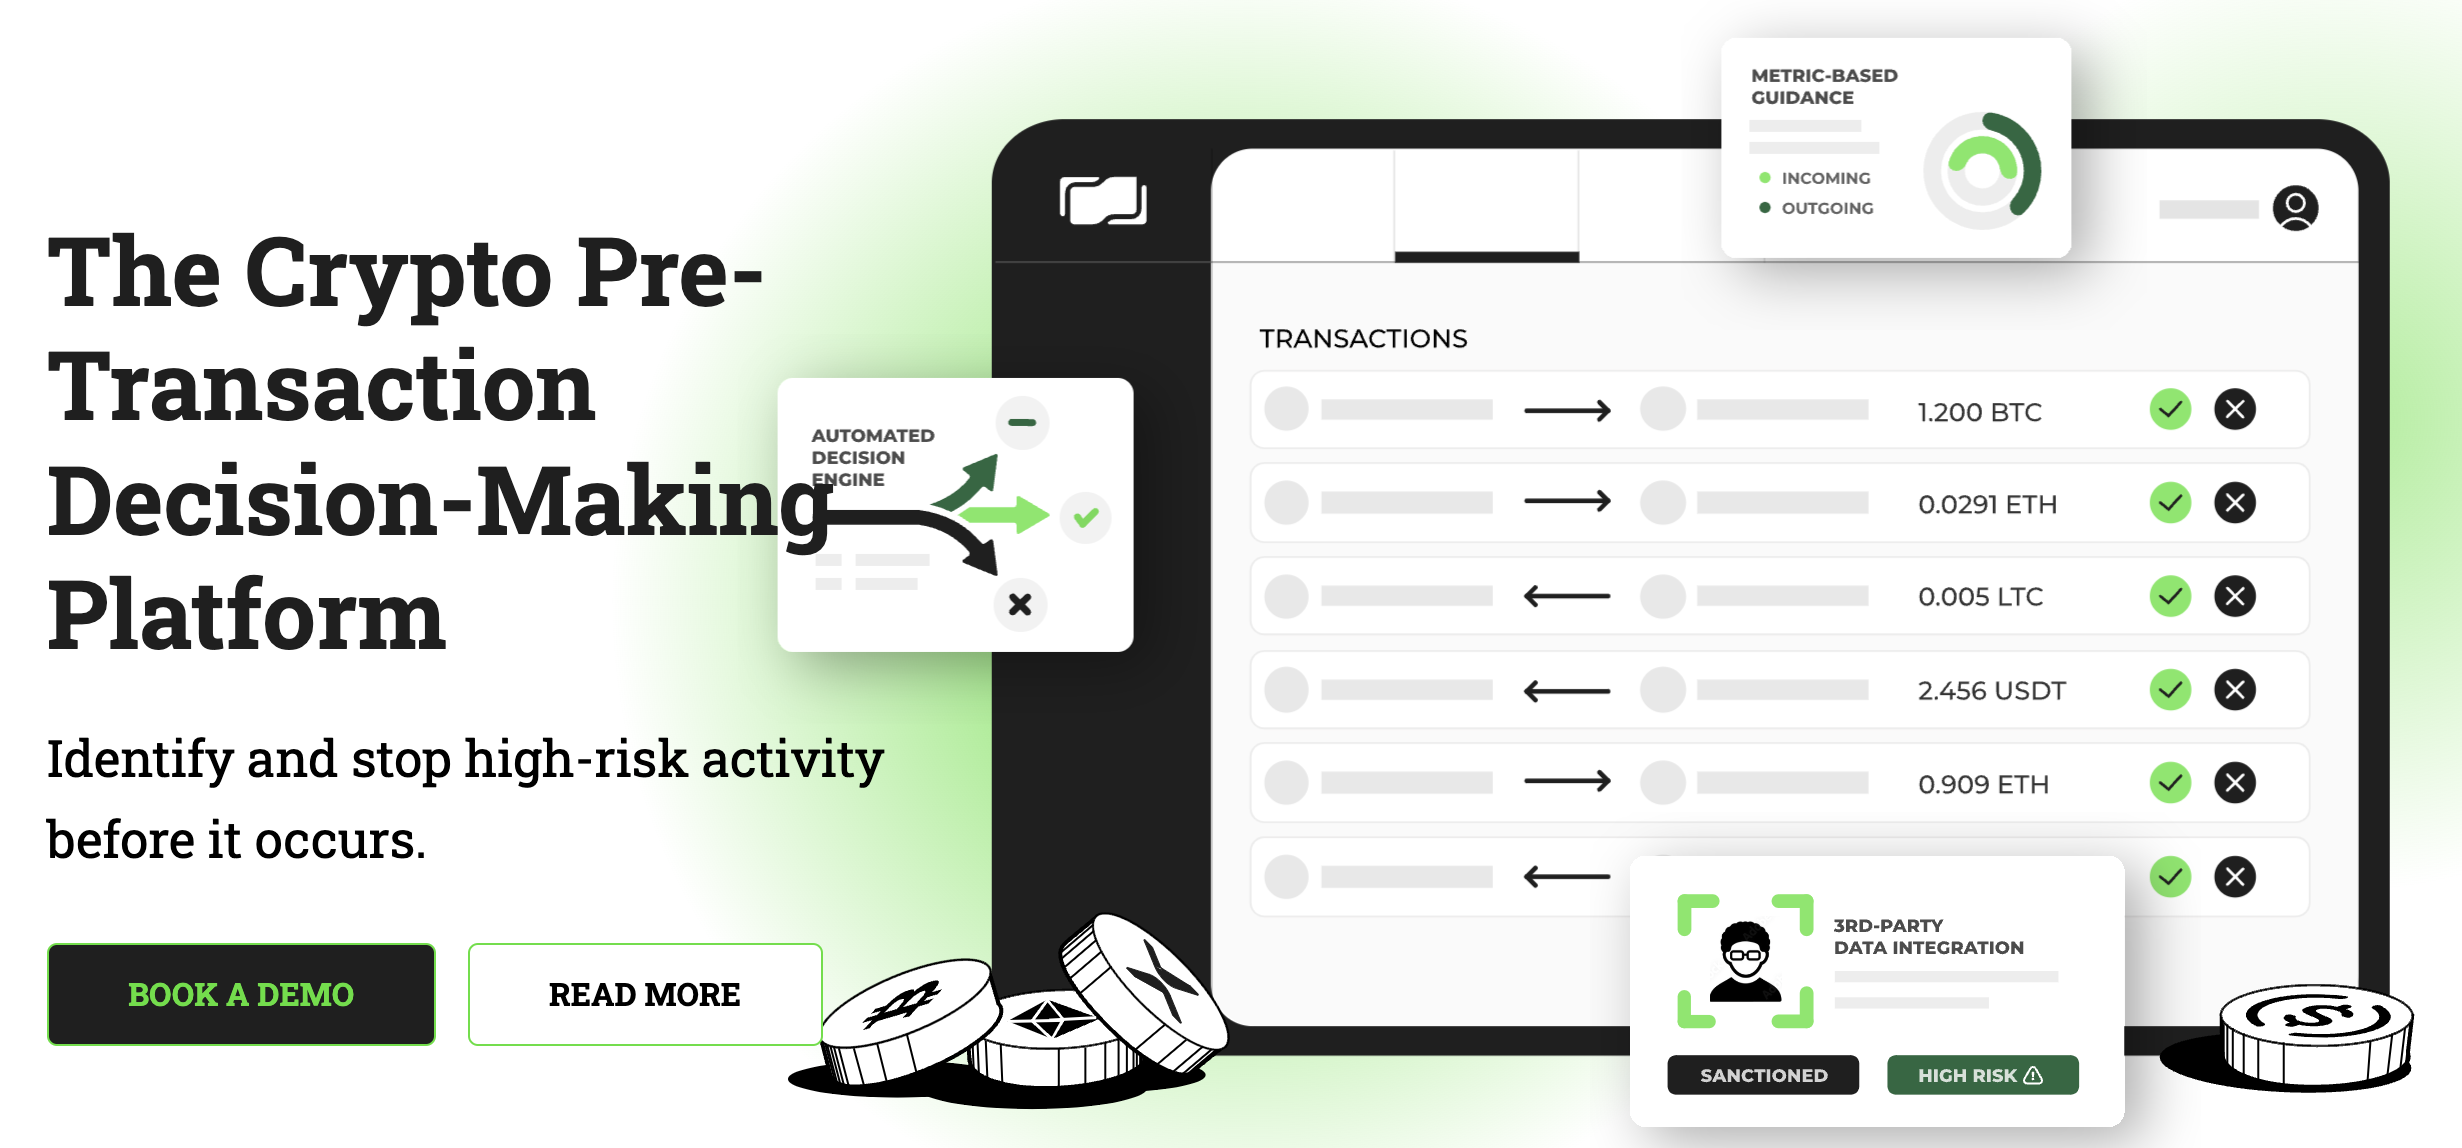 The Crypto Pre-
Transaction
Decision-Making
Platform
Identify and stop high-risk activity
before it occurs.
BOOK A DEMO
READ MORE
AUTOMATED
DECISION
ENGINE
METRIC-BASED
GUIDANCE
INCOMING
OUTGOING
TRANSACTIONS
1.200 BTC
0.0291 ETH
0.005 LTC
2.456 USDT
0.909 ETH
3RD-PARTY
DATA INTEGRATION
SANCTIONED
HIGH RISK